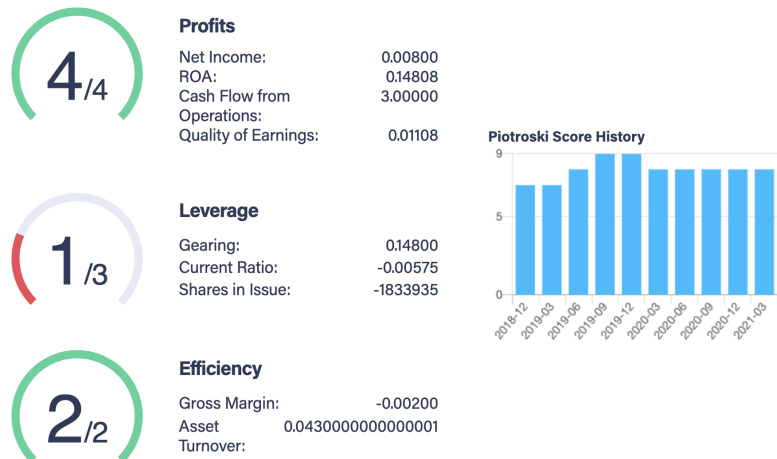 4/4
Profits
Net Income: 0.00800
ROA: 0.14808
Cash Flow from 3.00000
Operations:
Quality of Earnings: 0.01108
1/3
Leverage
Gearing: 0.14800
Current Ratio: -0.00575
Shares in Issue: -1833935
2/2
Efficiency
Gross Margin: -0.00200
Asset 0.0430000000000001
Turnover:
Piotroski Score History
9
5
0
2018-12
2019-03
2019-06
2019-09
2019-12
2020-03
2020-06
2020-09
2020-12
2021-03